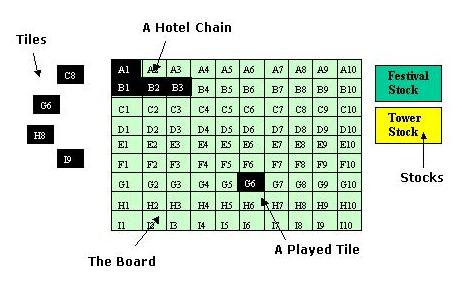 A Hotel Chain
Tiles
C8
G6
H8
I9
A1 A2 A3 A4 A5 A6 A7 A8 A9 A10
B1 B2 B3 B4 B5 B6 B7 B8 B9 B10
C1 C2 C3 C4 C5 C6 C7 C8 C9 C10
D1 D2 D3 D4 D5 D6 D7 D8 D9 D10
E1 E2 E3 E4 E5 E6 E7 E8 E9 E10
F1 F2 F3 F4 F5 F6 F7 F8 F9 F10
G1 G2 G3 G4 G5 G6 G7 G8 G9 G10
H1 H2 H3 H4 H5 H6 H7 H8 H9 H10
I1 I2 I3 I4 I5 I6 I7 I8 I9 I10
Festival
Stock
Tower
Stock
Stocks
A Played Tile
The Board